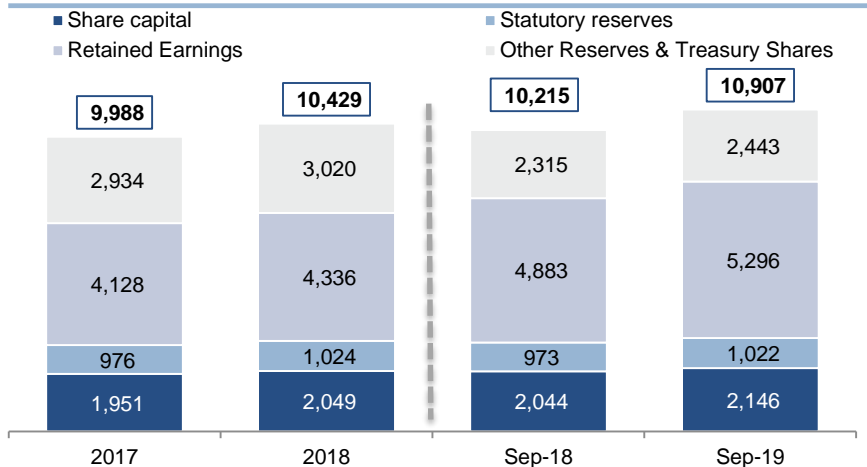 Share capital Statutory reserves
Retained Earnings Other Reserves & Treasury Shares
9,988 10,429 10,215 10,907
2,934 3,020 2,315 2,443
4,128 4,336 4,883 5,296
976 1,024 973 1,022
1,951 2,049 2,044 2,146
2017 2018 Sep-18 Sep-19